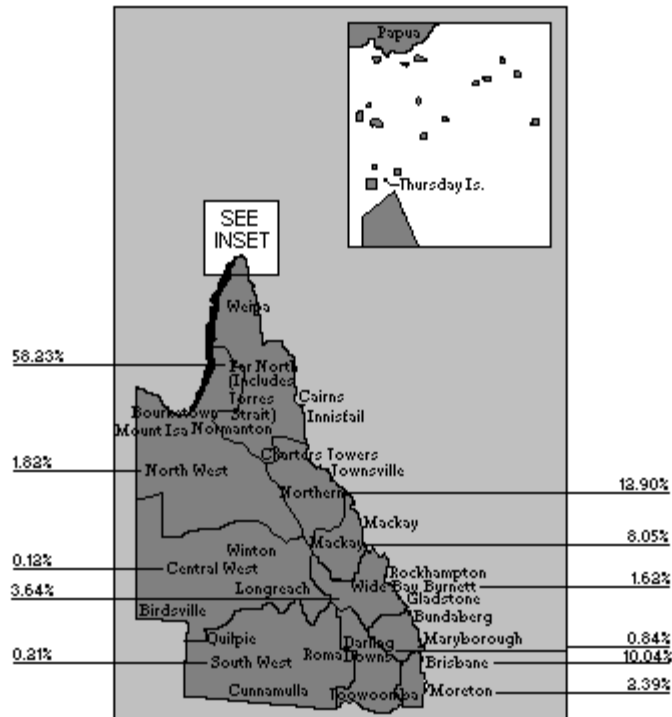 Papua
Thursday Is.
SEE
INSET
Weipa
58.23%
Far North
(Includes
Torres
Strait)
Cairns
Innisfail
Bourketown
Mount Isa
Normanton
Charters Towers
Townsville
1.82%
North West
Northern
12.90%
Mackay
Winton
Mackay
8.05%
0.12%
Central West
Rockhampton
3.64%
Longreach
Wide Bay Burnett
1.62%
Gladstone
Birdsville
Bundaberg
Quilpie
Darling
Downs
Maryborough
0.84%
0.21%
South West
Roma
Brisbane
10.04%
Cunnamulla
Toowoomba
Moreton
2.39%